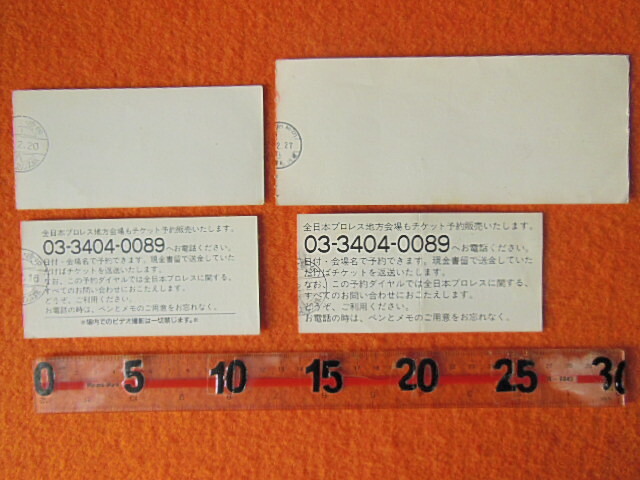 2.20
2.27
全日本プロレス地方会場もチケット予約販売いたします。
03-3404-0089へお電話ください。
日付・会場名で予約できます。現金書留で送金していた
だけばチケットを送送いたします。
なお、この予約ダイヤルでは全日本プロレスに関する、
すべてのお問い合わせにおこたえします。
どうぞ、ご利用ください。
お電話の時は、ペンとメモのご用意をお忘れなく。
※場内でのビデオ撮影は一切禁じます。※
全日本プロレス地方会場もチケット予約販売いたします。
03-3404-0089へお電話ください。
日付・会場名で予約できます。現金書留で送金していた
だけばチケットを送送いたします。
なお、この予約ダイヤルでは全日本プロレスに関する、
すべてのお問い合わせにおこたえします。
どうぞ、ご利用ください。
お電話の時は、ペンとメモのご用意をお忘れなく。
0 5 10 15 20 25 30